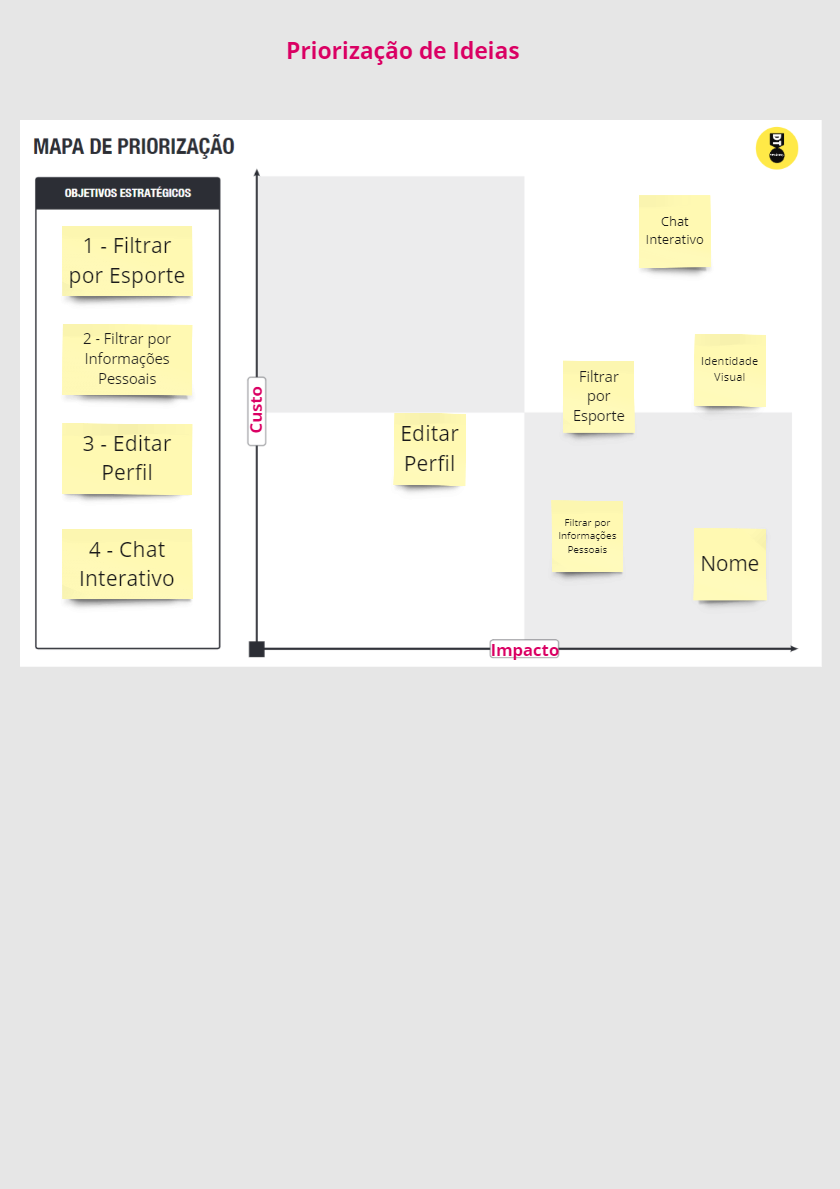 Priorização de Ideias
MAPA DE PRIORIZAÇÃO
OBJETIVOS ESTRATÉGICOS
1 - Filtrar
por Esporte
2 - Filtrar por
Informações
Pessoais
3 - Editar
Perfil
4 - Chat
Interativo
Custo
Chat
Interativo
Identidade
Visual
Filtrar
por
Esporte
Editar
Perfil
Filtrar por
Informações
Pessoais
Nome
Impacto
DT